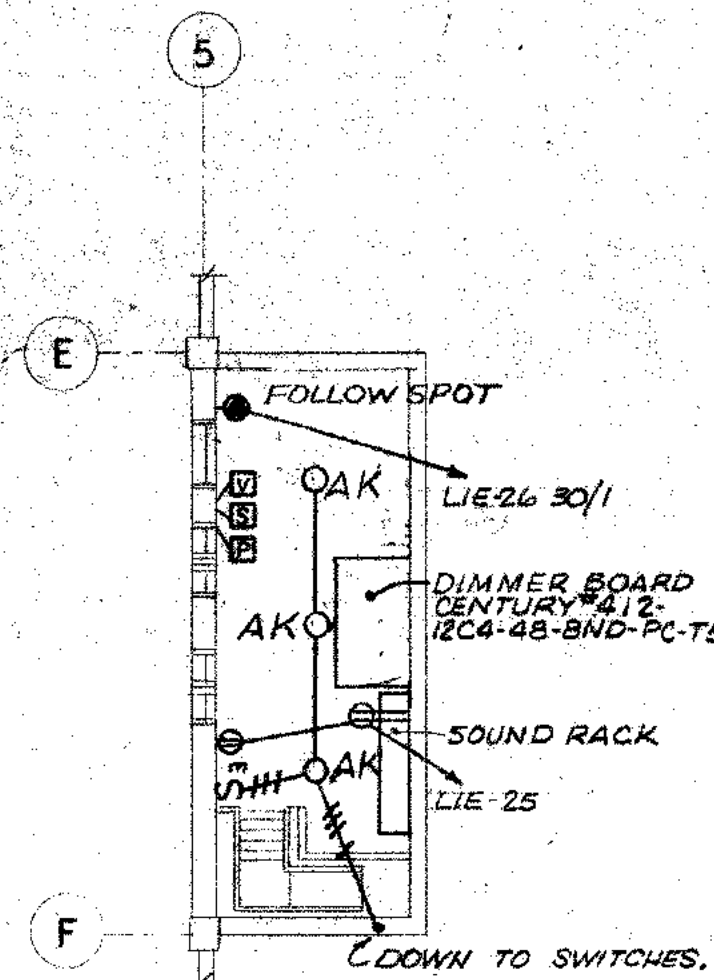 5
E
FOLLOW SPOT
AK
LIE-26 30/1
V
S
P
DIMMER BOARD
CENTURY #412-
12C4-48-8ND-PC-T5
AK
SOUND RACK
AK
LIE-25
F
DOWN TO SWITCHES.